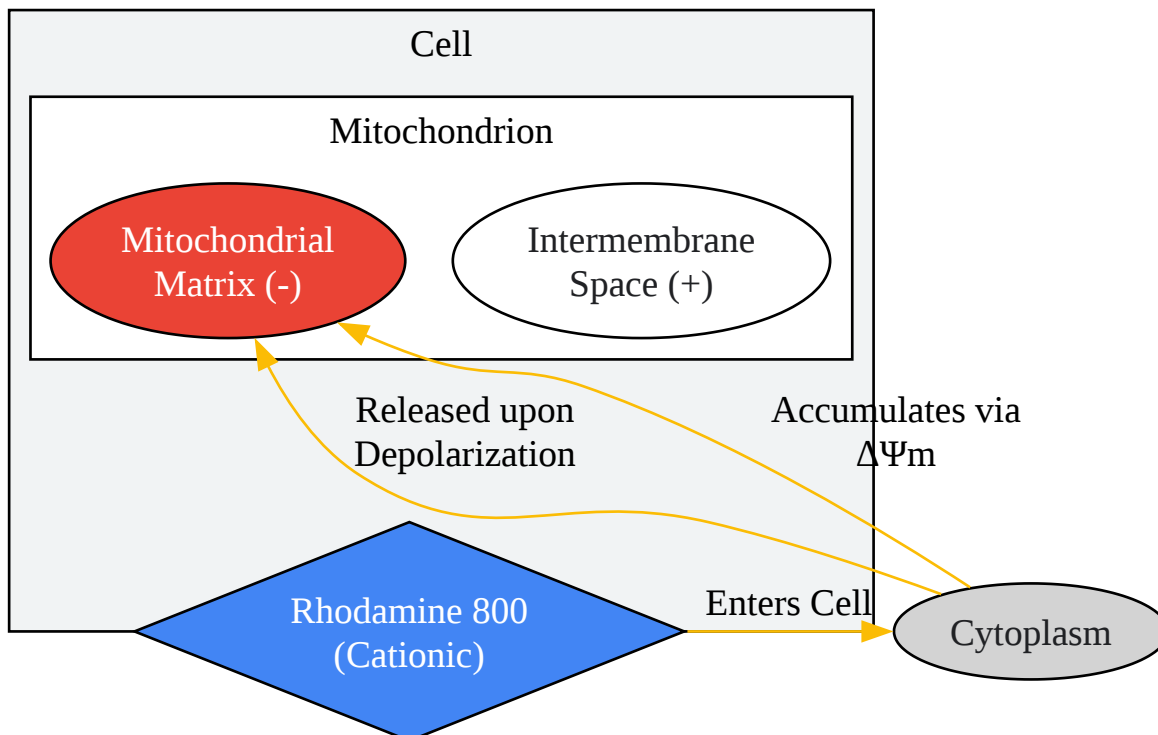 Cell
Mitochondrion
Mitochondrial
Matrix (-)
Intermembrane
Space (+)
Released upon
Depolarization
Accumulates via
ΔΨm
Rhodamine 800
(Cationic)
Enters Cell
Cytoplasm